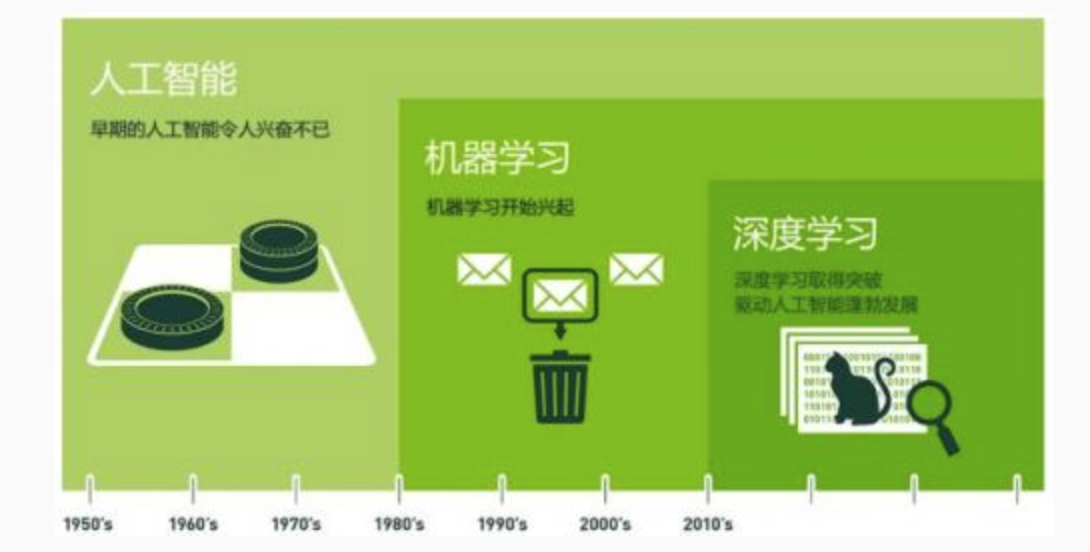 人工智能
早期的人工智能令人兴奋不已
机器学习
机器学习开始兴起
深度学习
深度学习取得突破
驱动人工智能蓬勃发展
1950's 1960's 1970's 1980's 1990's 2000's 2010's